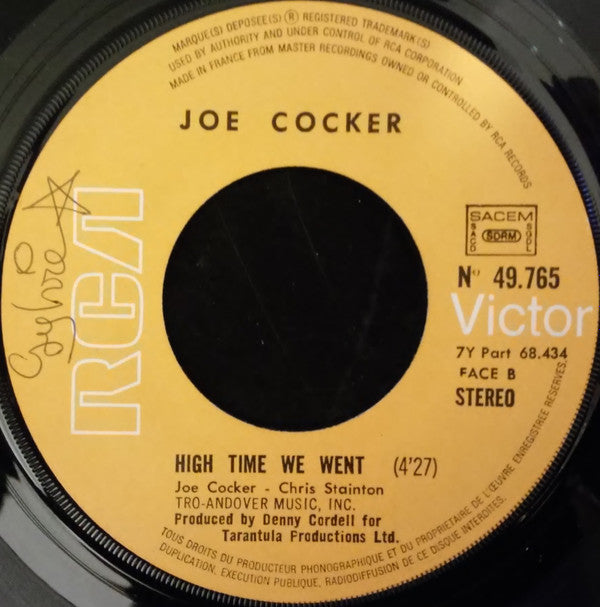 MARQUE(S) DEPOSEE(S) ® REGISTERED TRADEMARK(S)
USED BY AUTHORITY AND UNDER CONTROL OF RCA CORPORATION
MADE IN FRANCE FROM MASTER RECORDINGS OWNED OR CONTROLLED BY RCA RECORDS
JOE COCKER
Sylvie
RCA
SACEM
SACD
SDRM
SGDL
N° 49.765
Victor
7Y Part 68.434
FACE B
STEREO
HIGH TIME WE WENT (4'27)
Joe Cocker - Chris Stainton
TRO-ANDOVER MUSIC, INC.
Produced by Denny Cordell for
Tarantula Productions Ltd.
TOUS DROITS DU PRODUCTEUR PHONOGRAPHIQUE ET DU PROPRIETAIRE DE L'ŒUVRE ENREGISTREE RESERVES.
DUPLICATION, EXECUTION PUBLIQUE, RADIODIFFUSION DE CE DISQUE INTERDITES.